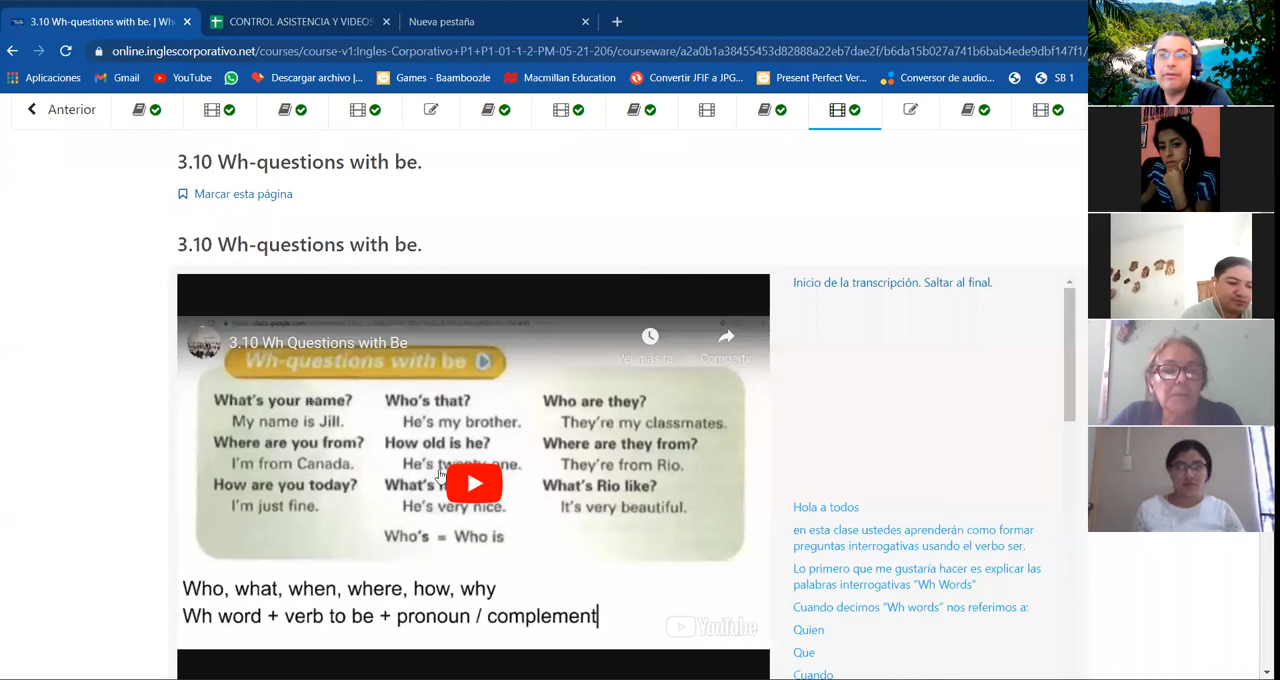 3.10 Wh-questions with be. | Wh
CONTROL ASISTENCIA Y VIDEOS
Nueva pestaña
online.inglescorporativo.net/courses/course-v1:Ingles-Corporativo+P1+P1-01-1-2-PM-05-21-206/courseware/a2a0b1a38455453d82888a22eb7dae2f/b6da15b027a741b6bab4ede9dbf147f1/
Aplicaciones
Gmail
YouTube
Descargar archivo |...
Games - Baamboozle
Macmillan Education
Convertir JFIF a JPG...
Present Perfect Ver...
Conversor de audio...
SB 1
Anterior
3.10 Wh-questions with be.
Marcar esta página
3.10 Wh-questions with be.
3.10 Wh Questions with Be
Ver más ta
Compartir
Wh-questions with be
What's your name?
My name is Jill.
Where are you from?
I'm from Canada.
How are you today?
I'm just fine.
Who's that?
He's my brother.
How old is he?
He's twenty-one.
What's
He's very nice.
Who's = Who is
Who are they?
They're my classmates.
Where are they from?
They're from Rio.
What's Rio like?
It's very beautiful.
Who, what, when, where, how, why
Wh word + verb to be + pronoun / complement
YouTube
Inicio de la transcripción. Saltar al final.
Hola a todos
en esta clase ustedes aprenderán como formar
preguntas interrogativas usando el verbo ser.
Lo primero que me gustaría hacer es explicar las
palabras interrogativas “Wh Words”
Cuando decimos “Wh words” nos referimos a:
Quien
Que
Cuando